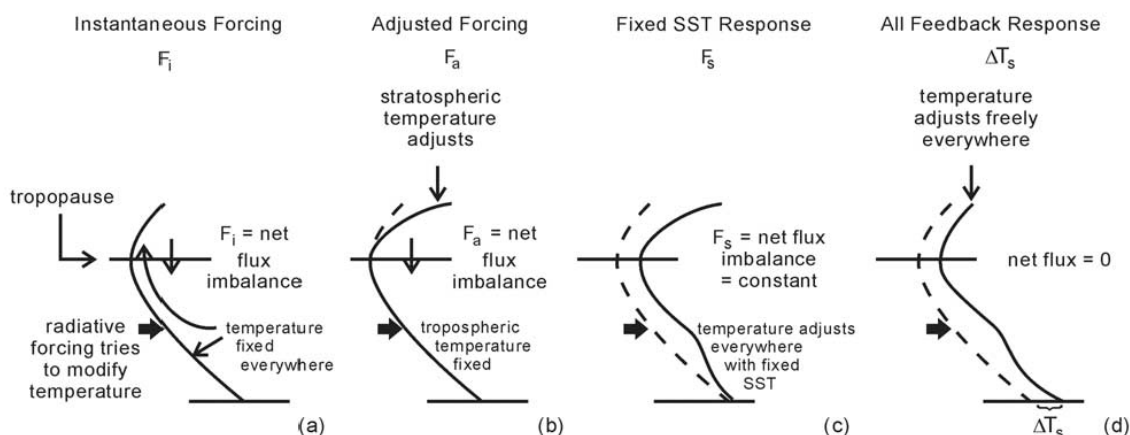 Instantaneous Forcing
Fi
Adjusted Forcing
Fa
Fixed SST Response
Fs
All Feedback Response
ΔTs
stratospheric
temperature
adjusts
temperature
adjusts freely
everywhere
tropopause
Fi = net
flux
imbalance
radiative
forcing tries
to modify
temperature
temperature
fixed
everywhere
(a)
Fa = net
flux
imbalance
tropospheric
temperature
fixed
(b)
Fs = net flux
imbalance
= constant
temperature adjusts
everywhere
with fixed
SST
(c)
net flux = 0
ΔTs
(d)